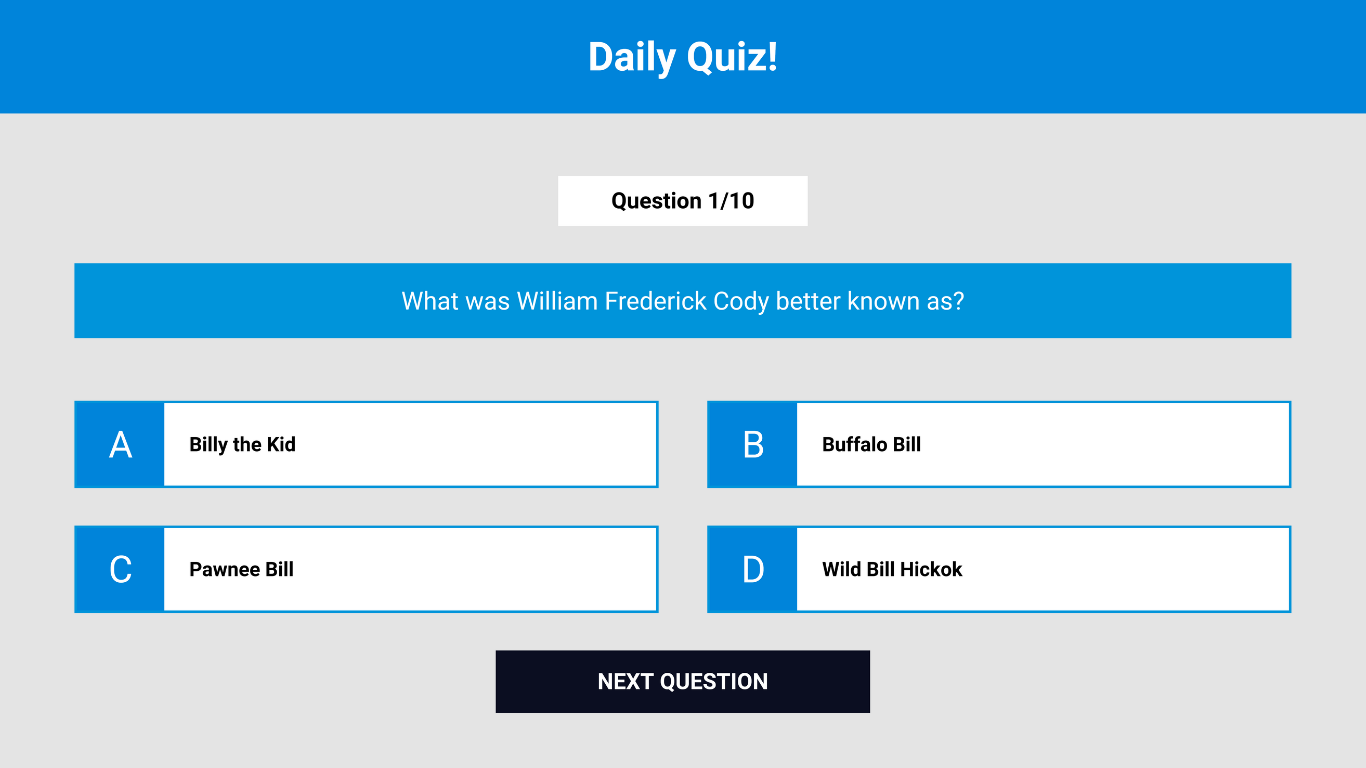 Daily Quiz!
Question 1/10
What was William Frederick Cody better known as?
A Billy the Kid
B Buffalo Bill
C Pawnee Bill
D Wild Bill Hickok
NEXT QUESTION